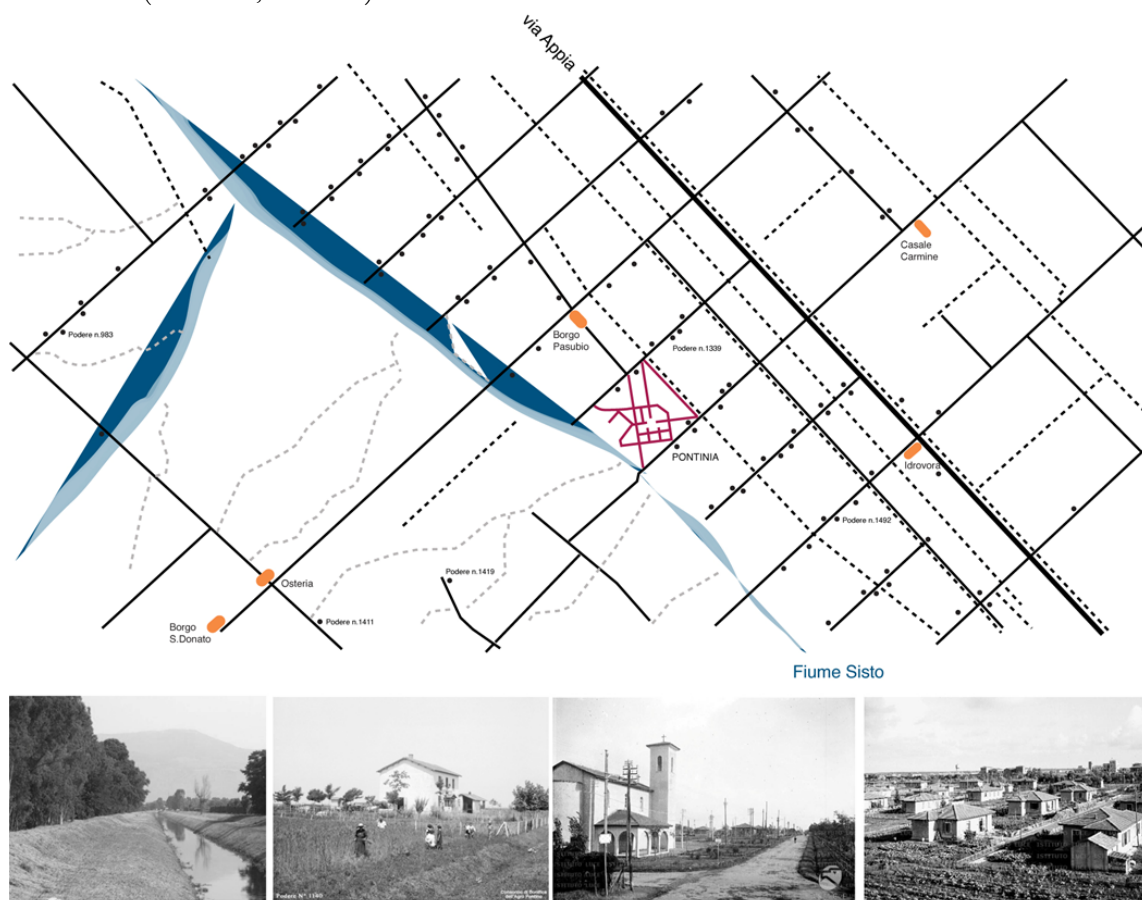 via Appia
Casale
Carmine
Podere n.983
Borgo
Pasubio
Podere n.1339
PONTINIA
Idrovora
Podere n.1492
Podere n.1419
Osteria
Podere n.1411
Borgo
S.Donato
Fiume Sisto